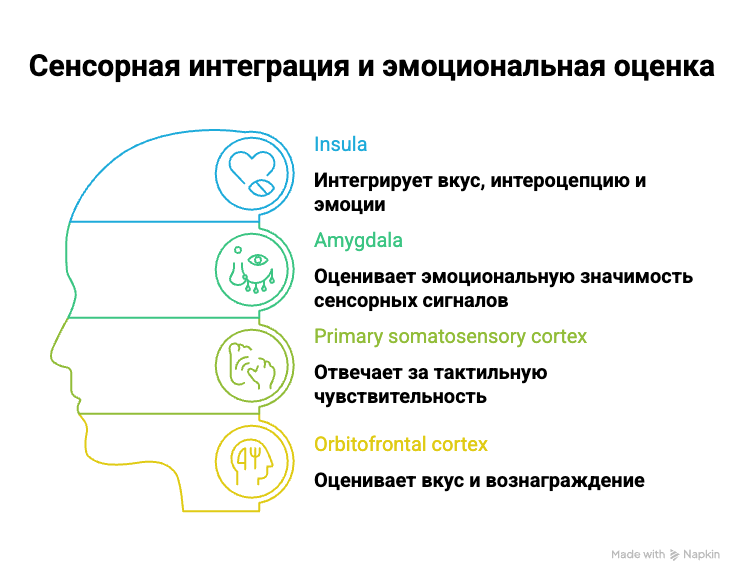 Сенсорная интеграция и эмоциональная оценка
Insula
Интегрирует вкус, интероцепцию и
эмоции
Amygdala
Оценивает эмоциональную значимость
сенсорных сигналов
Primary somatosensory cortex
Отвечает за тактильную
чувствительность
Orbitofrontal cortex
Оценивает вкус и вознаграждение
Made with Napkin